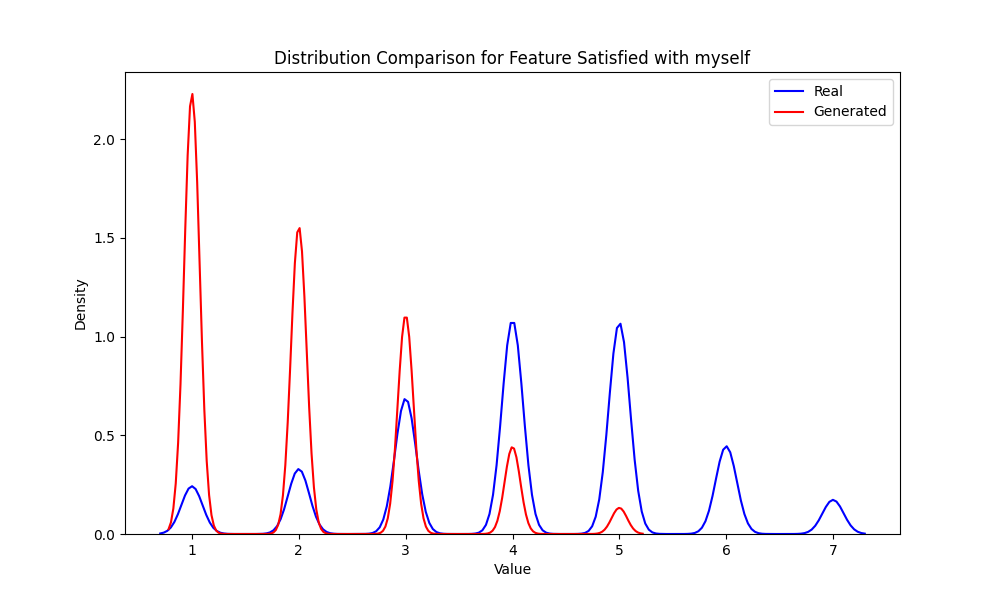 Distribution Comparison for Feature Satisfied with myself
Real
Generated
2.0
1.5
1.0
0.5
0.0
Density
1 2 3 4 5 6 7
Value